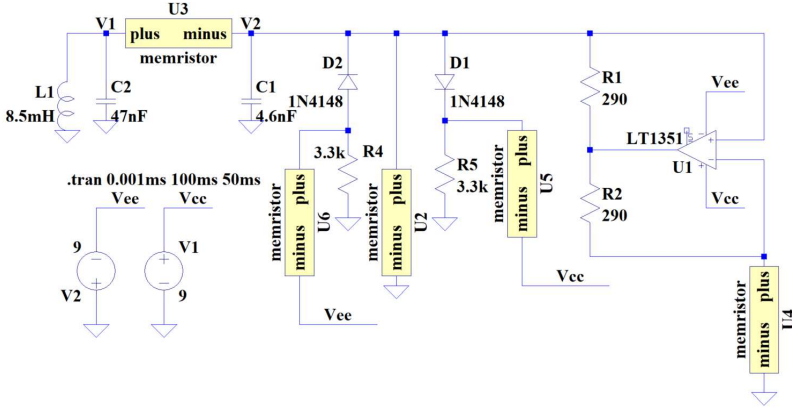 U3
V1
plus minus
V2
memristor
L1
8.5mH
C2
47nF
C1
4.6nF
D2
1N4148
D1
1N4148
R1
290
Vee
LT1351
U1
Vcc
R2
290
3.3k
R4
R5
3.3k
memristor
minus plus
U6
memristor
minus plus
U2
memristor
minus plus
U5
memristor
minus plus
U4
Vee
Vcc
.tran 0.001ms 100ms 50ms
Vee
Vcc
9
V2
V1
9